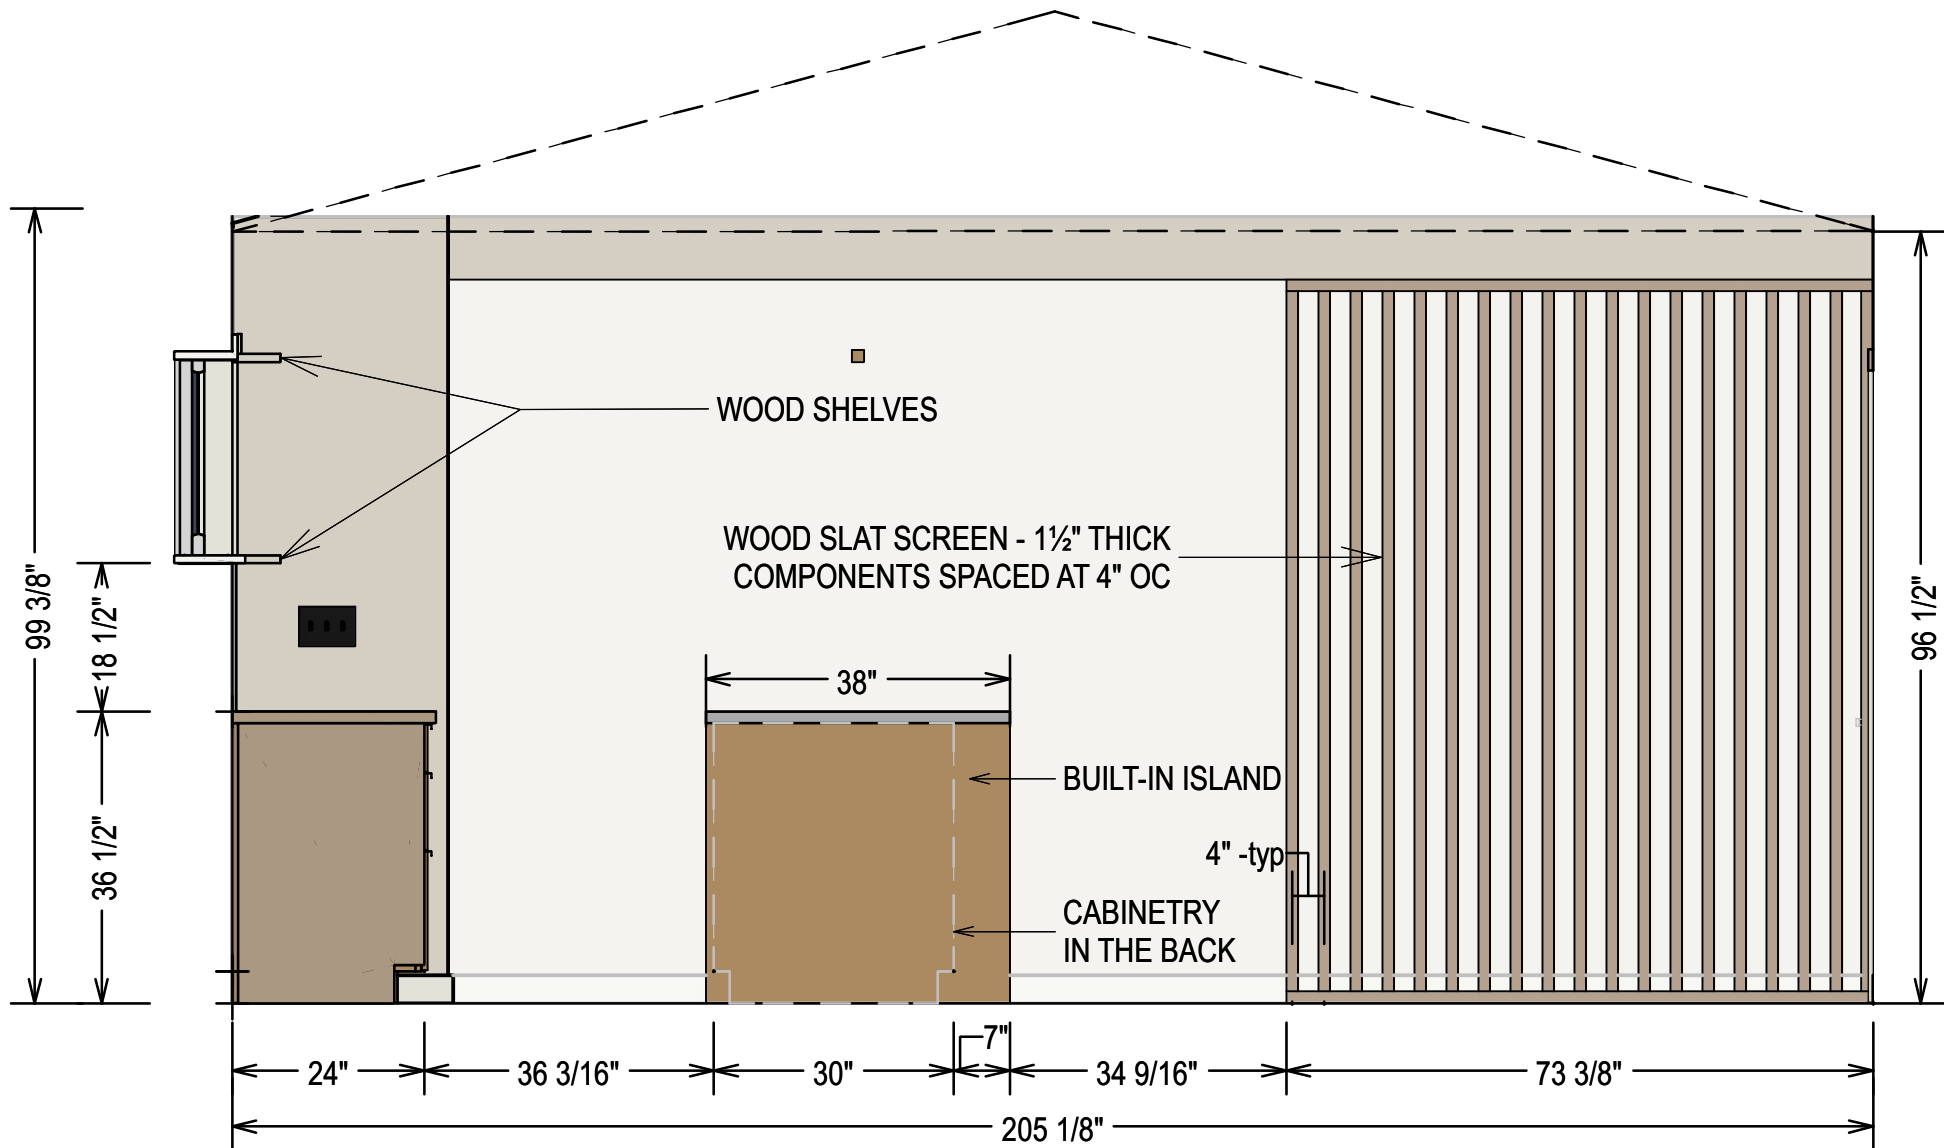 WOOD SHELVES
WOOD SLAT SCREEN - 1½" THICK
COMPONENTS SPACED AT 4" OC
99 3/8"
18 1/2"
96 1/2"
38"
BUILT-IN ISLAND
36 1/2"
4" -typ
CABINETRY
IN THE BACK
7"
24"
36 3/16"
30"
34 9/16"
73 3/8"
205 1/8"